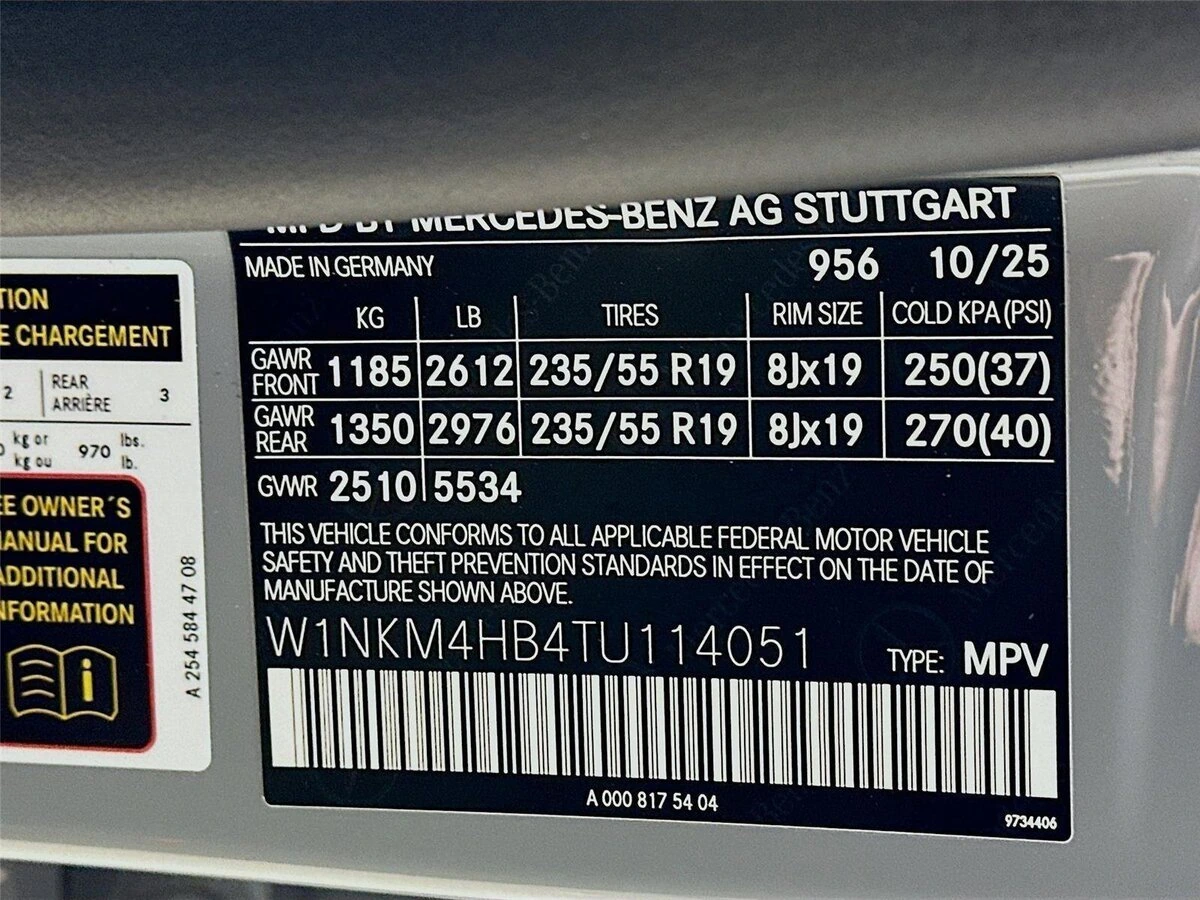 MFD BY MERCEDES-BENZ AG STUTTGART
MADE IN GERMANY 956 10/25
KG LB TIRES RIM SIZE COLD KPA (PSI)
GAWR FRONT 1185 2612 235/55 R19 8Jx19 250(37)
GAWR REAR 1350 2976 235/55 R19 8Jx19 270(40)
GVWR 2510 5534
THIS VEHICLE CONFORMS TO ALL APPLICABLE FEDERAL MOTOR VEHICLE
SAFETY AND THEFT PREVENTION STANDARDS IN EFFECT ON THE DATE OF
MANUFACTURE SHOWN ABOVE.
W1NKM4HB4TU114051 TYPE: MPV
A 000 817 54 04
9734406
TION
E CHARGEMENT
2 REAR ARRIÈRE 3
kg or 970 lbs.
kg ou lb.
EE OWNER´S
ANUAL FOR
ADDITIONAL
NFORMATION
i
A 254 584 47 08